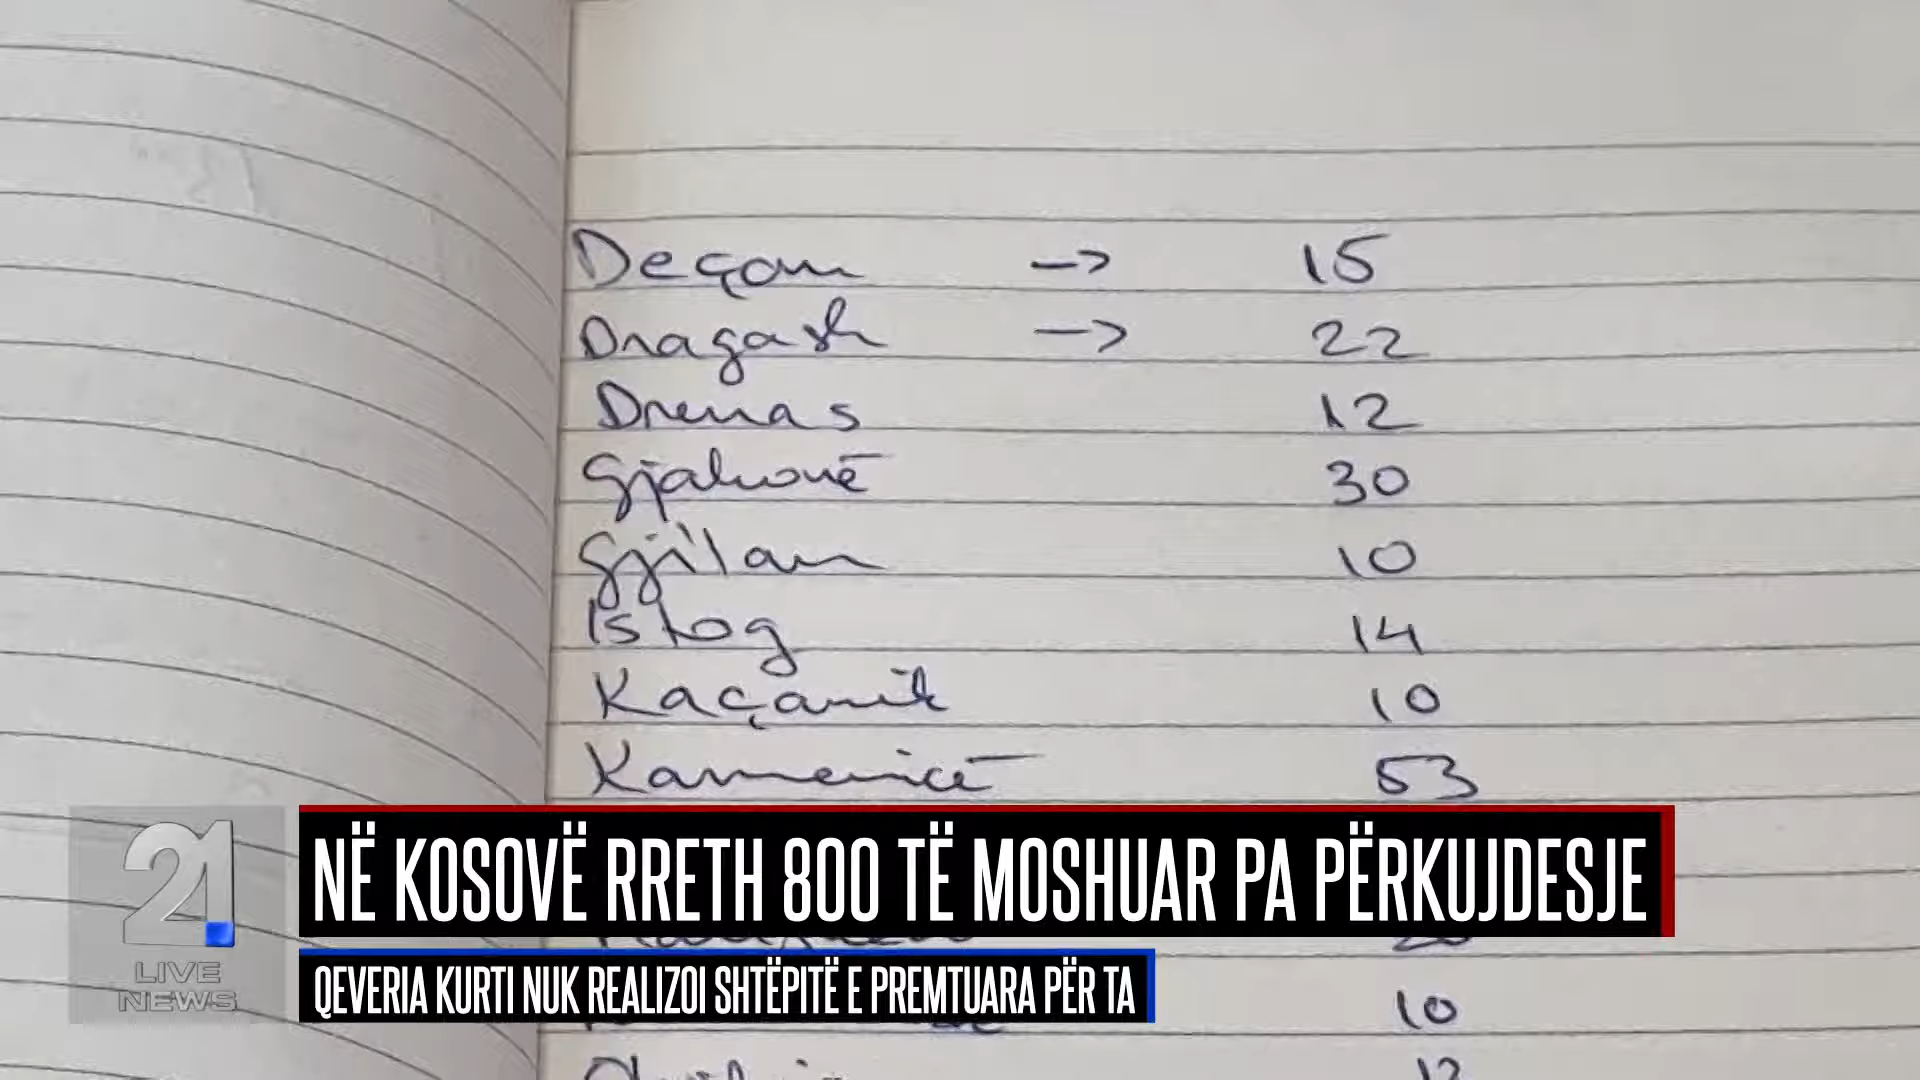 Deçan -> 15
Dragash -> 22
Drenas 12
Gjakovë 30
Gjilan 10
Istog 14
Kaçanik 10
Kamenicë 53
NË KOSOVË RRETH 800 TË MOSHUAR PA PËRKUJDESJE
QEVERIA KURTI NUK REALIZOI SHTËPITË E PREMTUARA PËR TA
10
21
LIVE
NEWS